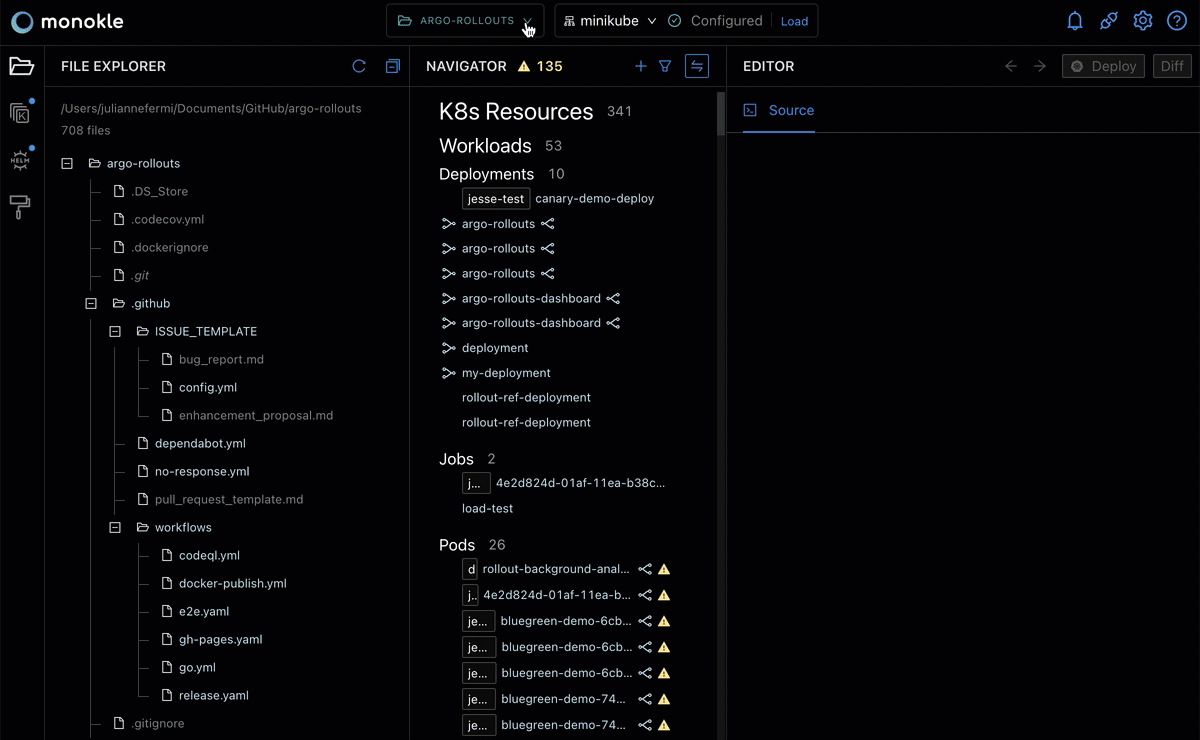 monokle
ARGO-ROLLOUTS
minikube
Configured
Load
FILE EXPLORER
/Users/juliannefermi/Documents/GitHub/argo-rollouts
708 files
argo-rollouts
.DS_Store
.codecov.yml
.dockerignore
.git
.github
ISSUE_TEMPLATE
bug_report.md
config.yml
enhancement_proposal.md
dependabot.yml
no-response.yml
pull_request_template.md
workflows
codeql.yml
docker-publish.yml
e2e.yaml
gh-pages.yaml
go.yml
release.yaml
.gitignore
K
HELM
NAVIGATOR 135
K8s Resources 341
Workloads 53
Deployments 10
jesse-test canary-demo-deploy
argo-rollouts
argo-rollouts
argo-rollouts
argo-rollouts-dashboard
argo-rollouts-dashboard
deployment
my-deployment
rollout-ref-deployment
rollout-ref-deployment
Jobs 2
j... 4e2d824d-01af-11ea-b38c...
load-test
Pods 26
d rollout-background-anal...
j.. 4e2d824d-01af-11ea-b...
je... bluegreen-demo-6cb...
je... bluegreen-demo-6cb...
je... bluegreen-demo-6cb...
je... bluegreen-demo-74...
je... bluegreen-demo-74...
EDITOR
Deploy
Diff
Source